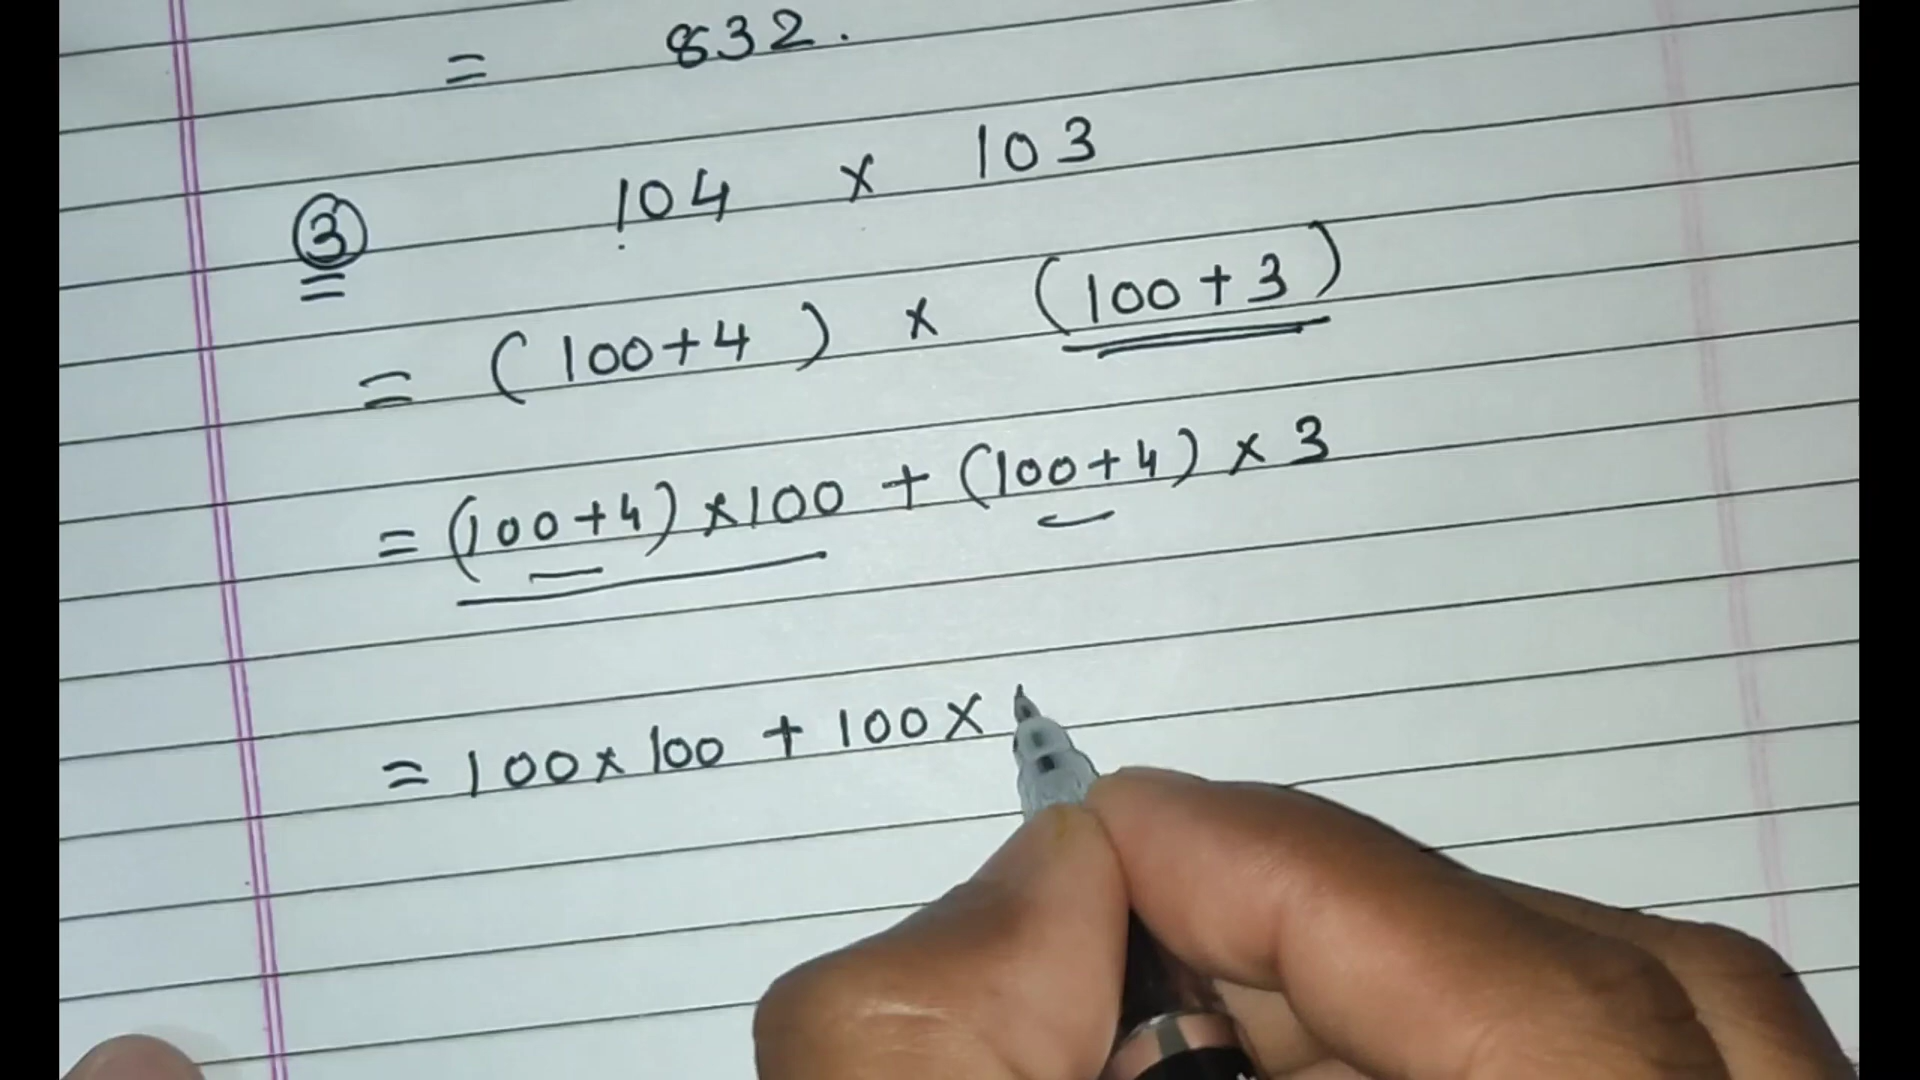 = 832.
③ 104 × 103
= (100+4) × (100+3)
= (100+4)×100 + (100+4) × 3
= 100×100 + 100×